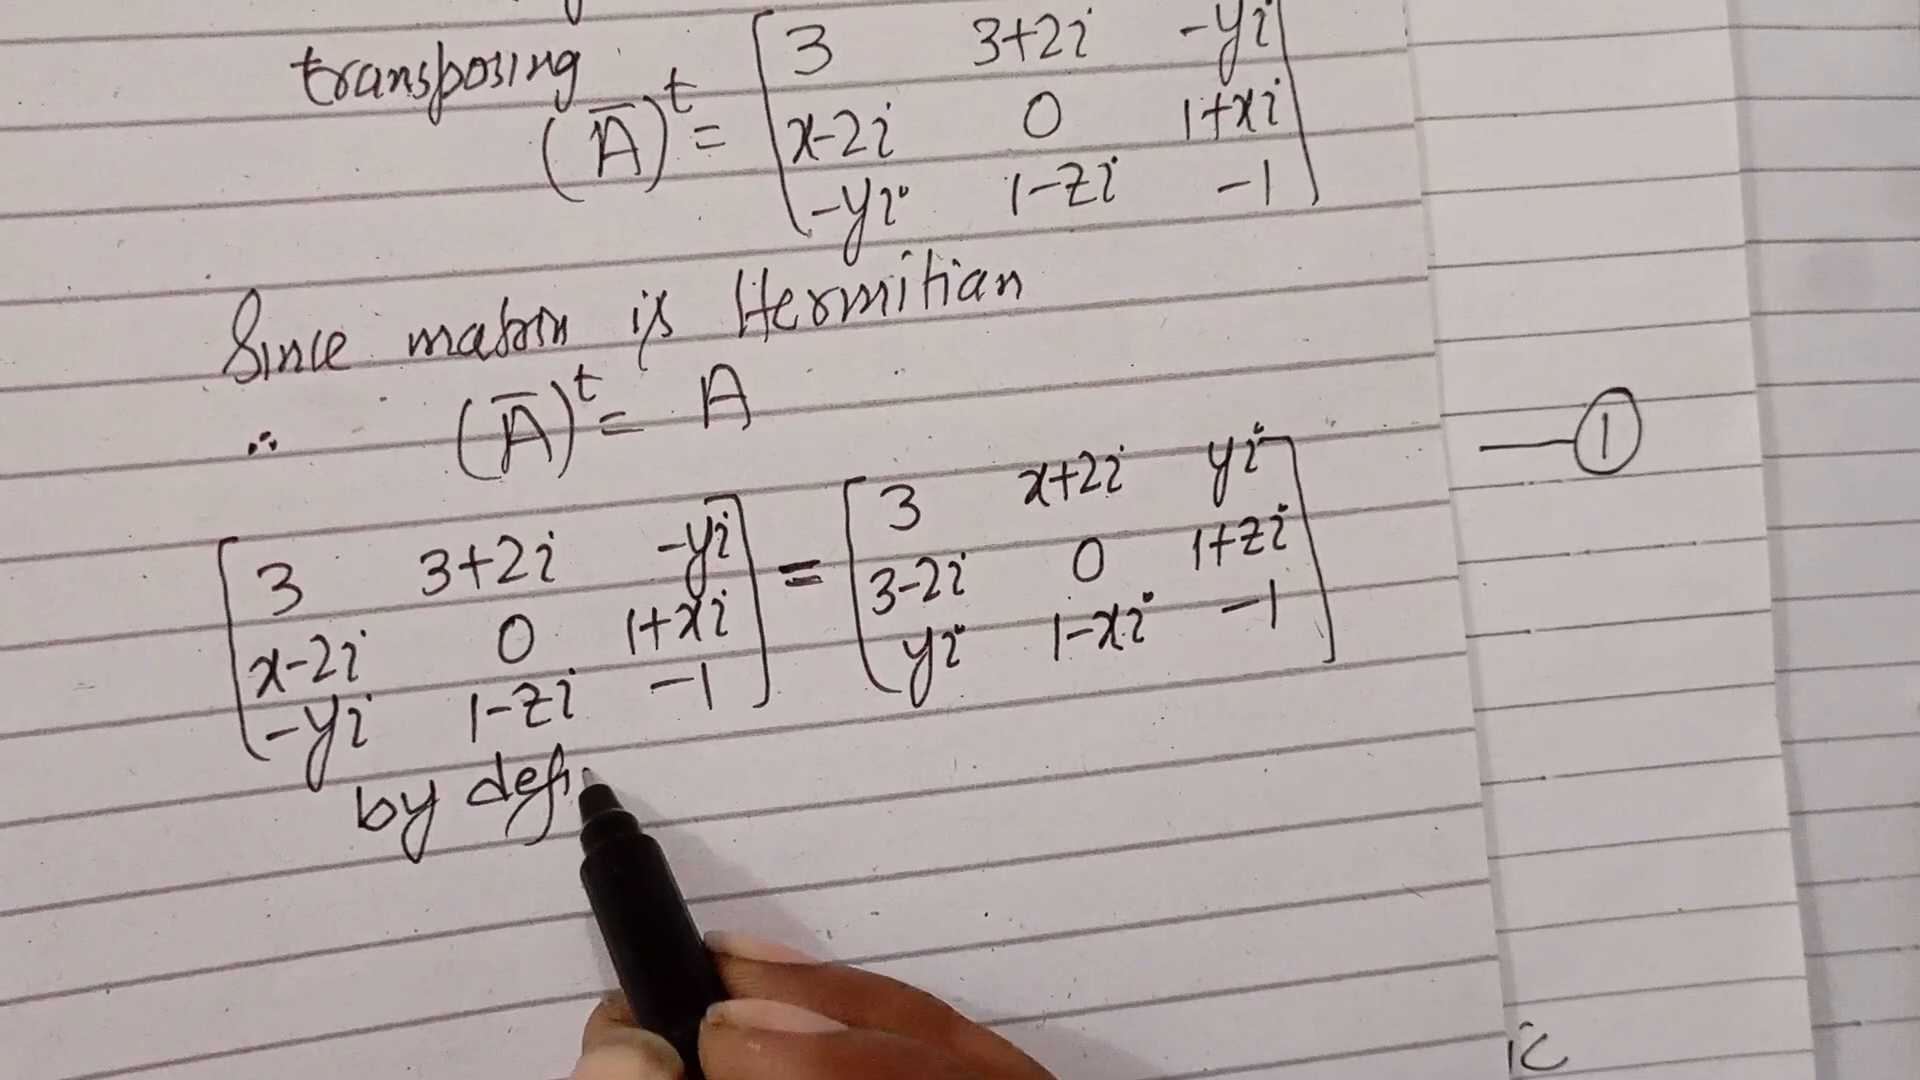 transposing
(A̅)ᵗ = [3 3+2i -yi
x-2i 0 1+xi
-yi 1-zi -1]
Since matrix is Hermitian
∴ (A̅)ᵗ = A ——①
[3 3+2i -yi = [3 x+2i yi
x-2i 0 1+xi 3-2i 0 1+zi
-yi 1-zi -1] yi 1-xi -1]
by defi
ic